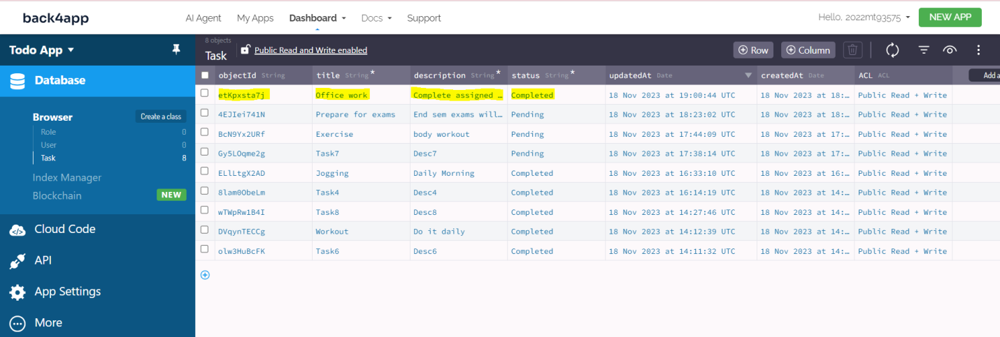 back4app AI Agent My Apps Dashboard Docs Support Hello, 2022mt93575 NEW APP
Todo App
Database
Browser Create a class
Role 0
User 0
Task 8
Index Manager
Blockchain NEW
Cloud Code
API
App Settings
More
8 objects
Task Public Read and Write enabled Row Column
objectId String title String * description String * status String * updatedAt Date createdAt Date ACL ACL Add a
etKpxsta7j Office work Complete assigned … Completed 18 Nov 2023 at 19:00:44 UTC 18 Nov 2023 at 18:… Public Read + Write
4EJIei741N Prepare for exams End sem exams will… Pending 18 Nov 2023 at 18:23:02 UTC 18 Nov 2023 at 18:… Public Read + Write
BcN9Yx2URf Exercise body workout Pending 18 Nov 2023 at 17:44:09 UTC 18 Nov 2023 at 17:… Public Read + Write
Gy5LOqme2g Task7 Desc7 Pending 18 Nov 2023 at 17:38:14 UTC 18 Nov 2023 at 17:… Public Read + Write
ELlLtgX2AD Jogging Daily Morning Completed 18 Nov 2023 at 16:33:10 UTC 18 Nov 2023 at 16:… Public Read + Write
8lam0ObeLm Task4 Desc4 Completed 18 Nov 2023 at 16:14:19 UTC 18 Nov 2023 at 14:… Public Read + Write
wTWpRw1B4I Task8 Desc8 Completed 18 Nov 2023 at 14:27:46 UTC 18 Nov 2023 at 14:… Public Read + Write
DVqynTECCg Workout Do it daily Completed 18 Nov 2023 at 14:12:39 UTC 18 Nov 2023 at 14:… Public Read + Write
olw3HuBcFK Task6 Desc6 Completed 18 Nov 2023 at 14:11:32 UTC 18 Nov 2023 at 14:… Public Read + Write